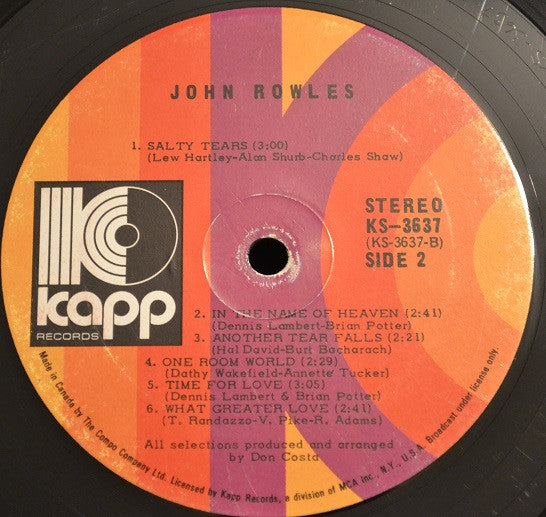 JOHN ROWLES
1. SALTY TEARS (3:00)
(Lew Hartley-Alan Shurb-Charles Shaw)
K
kapp
RECORDS
STEREO
KS-3637
(KS-3637-B)
SIDE 2
2. IN THE NAME OF HEAVEN (2:41)
(Dennis Lambert-Brian Potter)
3. ANOTHER TEAR FALLS (2:21)
(Hal David-Burt Bacharach)
4. ONE ROOM WORLD (2:29)
(Dathy Wakefield-Annette Tucker)
5. TIME FOR LOVE (3:05)
(Dennis Lambert & Brian Potter)
6. WHAT GREATER LOVE (2:41)
(T. Randazzo-V. Pike-R. Adams)
All selections produced and arranged
by Don Costa
Made in Canada by The Compo Company Ltd. Licensed by Kapp Records, a division of MCA Inc., N.Y., U.S.A. Broadcast under license only.